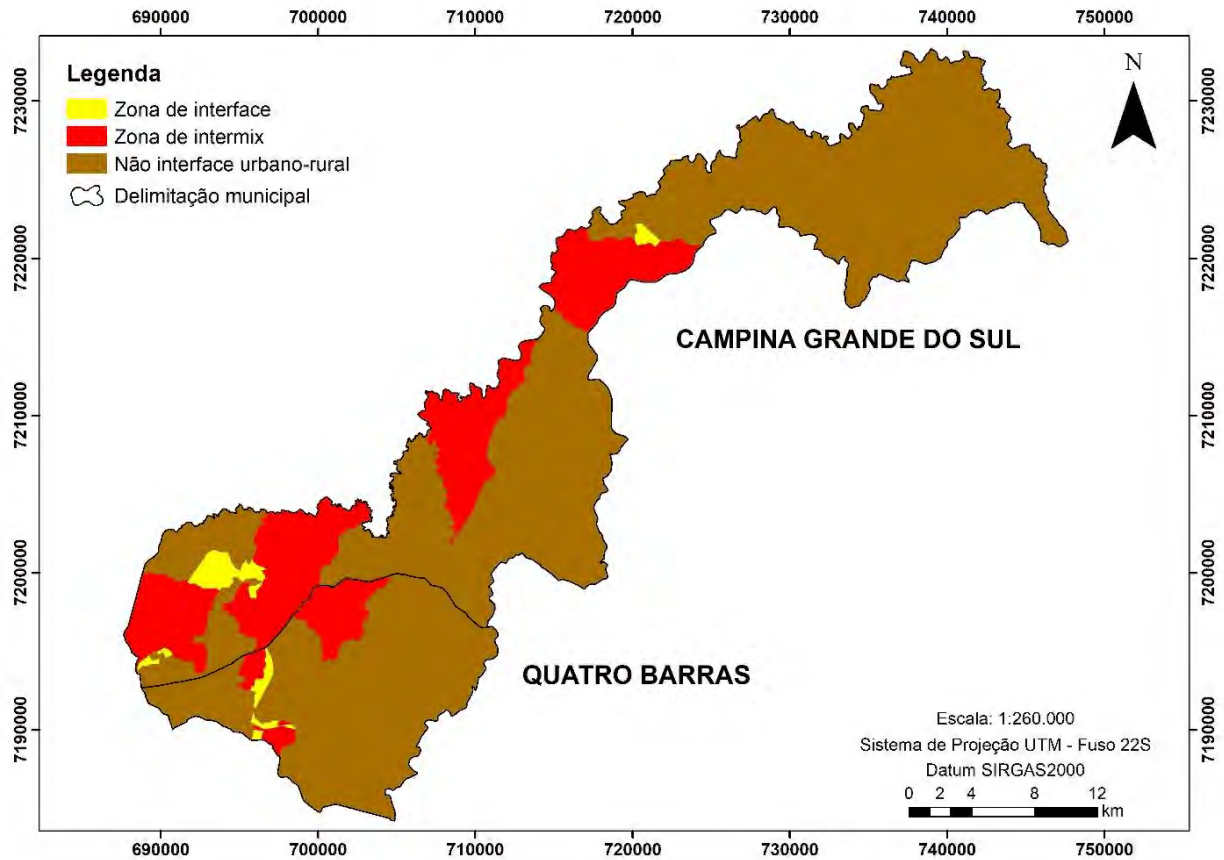 690000 700000 710000 720000 730000 740000 750000
Legenda
Zona de interface
Zona de intermix
Não interface urbano-rural
Delimitação municipal
N
7230000 7230000
7220000 7220000
CAMPINA GRANDE DO SUL
7210000 7210000
7200000 7200000
QUATRO BARRAS
7190000 7190000
Escala: 1:260.000
Sistema de Projeção UTM - Fuso 22S
Datum SIRGAS2000
0 2 4 8 12
km
690000 700000 710000 720000 730000 740000 750000